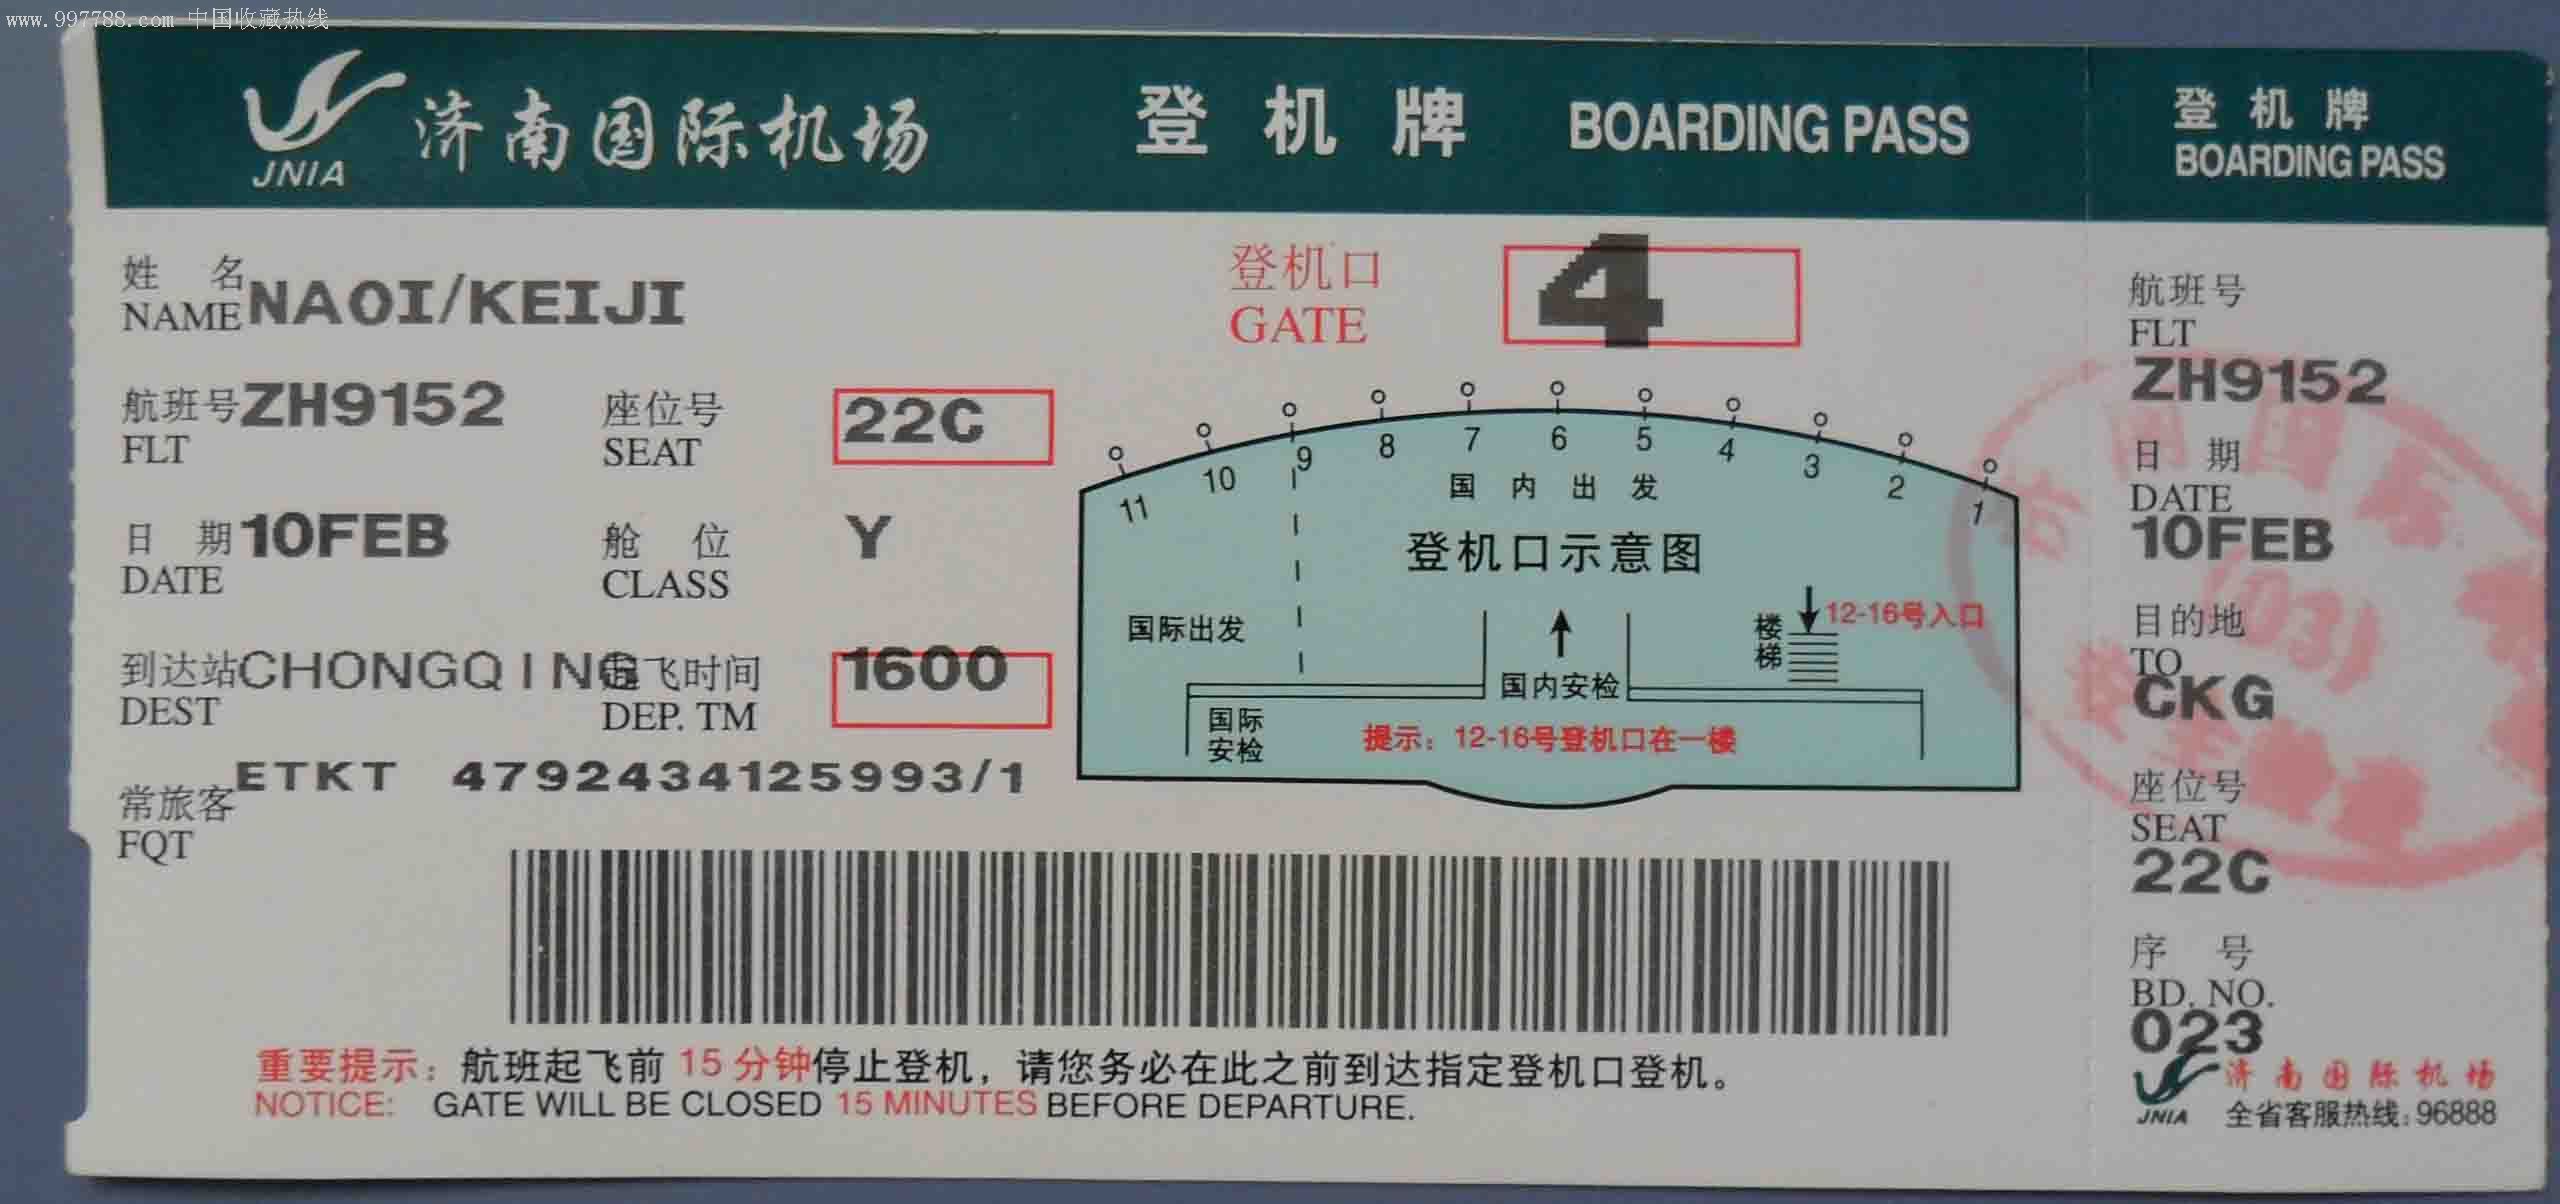 www.997788.com 中国收藏热线
JNIA 济南国际机场
登机牌 BOARDING PASS
登机牌
BOARDING PASS
姓 名
NAME NAOI/KEIJI
登机口
GATE 4
航班号 ZH9152
FLT
座位号 22C
SEAT
日 期 10FEB
DATE
舱 位 Y
CLASS
到达站 CHONGQING
DEST
起飞时间 1600
DEP. TM
ETKT 4792434125993/1
常旅客
FQT
11 10 9 8 7 6 5 4 3 2 1
国内出发
登机口示意图
国际出发
楼梯
12-16号入口
国内安检
国际
安检
提示：12-16号登机口在一楼
重要提示：航班起飞前 15 分钟停止登机，请您务必在此之前到达指定登机口登机。
NOTICE: GATE WILL BE CLOSED 15 MINUTES BEFORE DEPARTURE.
航班号
FLT
ZH9152
日 期
DATE
10FEB
目的地
TO
CKG
座位号
SEAT
22C
序 号
BD. NO.
023
JNIA 济南国际机场
全省客服热线：96888
(03)